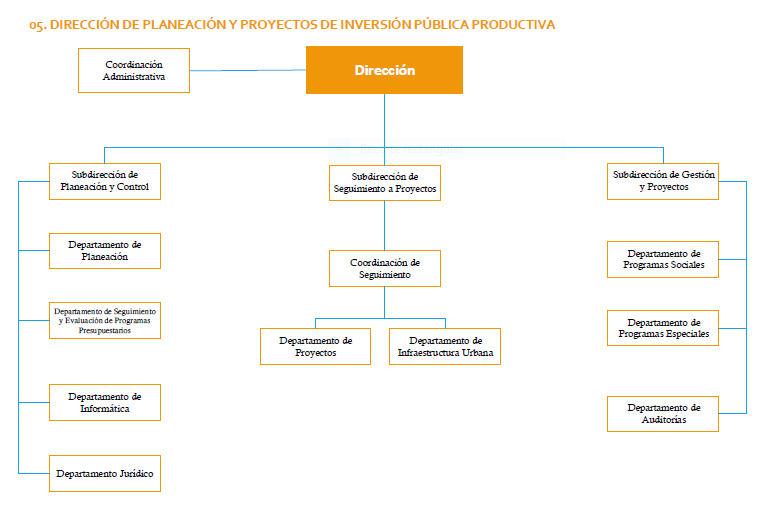 05. DIRECCIÓN DE PLANEACIÓN Y PROYECTOS DE INVERSIÓN PÚBLICA PRODUCTIVA
Coordinación
Administrativa
Dirección
Subdirección de
Planeación y Control
Subdirección de
Seguimiento a Proyectos
Subdirección de Gestión
y Proyectos
Departamento de
Planeación
Departamento de Seguimiento
y Evaluación de Programas
Presupuestarios
Departamento de
Informática
Departamento Jurídico
Coordinación de
Seguimiento
Departamento de
Proyectos
Departamento de
Infraestructura Urbana
Departamento de
Programas Sociales
Departamento de
Programas Especiales
Departamento de
Auditorías